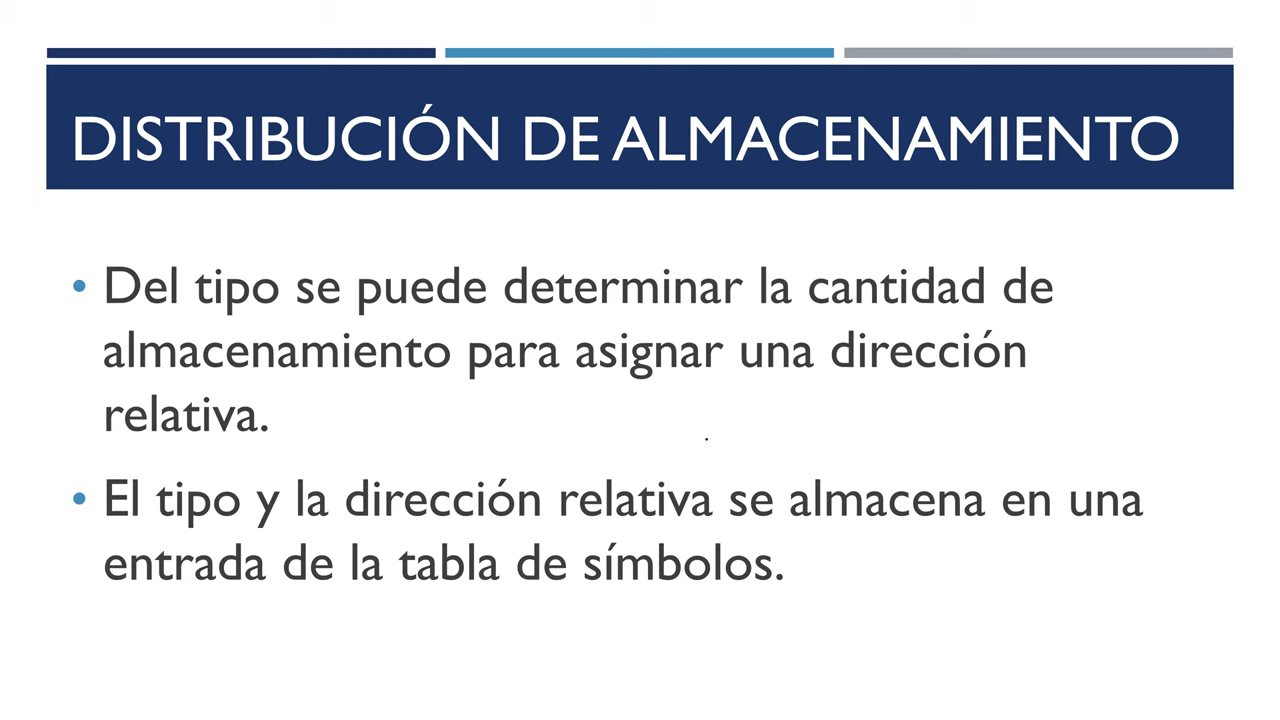 DISTRIBUCIÓN DE ALMACENAMIENTO
• Del tipo se puede determinar la cantidad de
almacenamiento para asignar una dirección
relativa.
• El tipo y la dirección relativa se almacena en una
entrada de la tabla de símbolos.